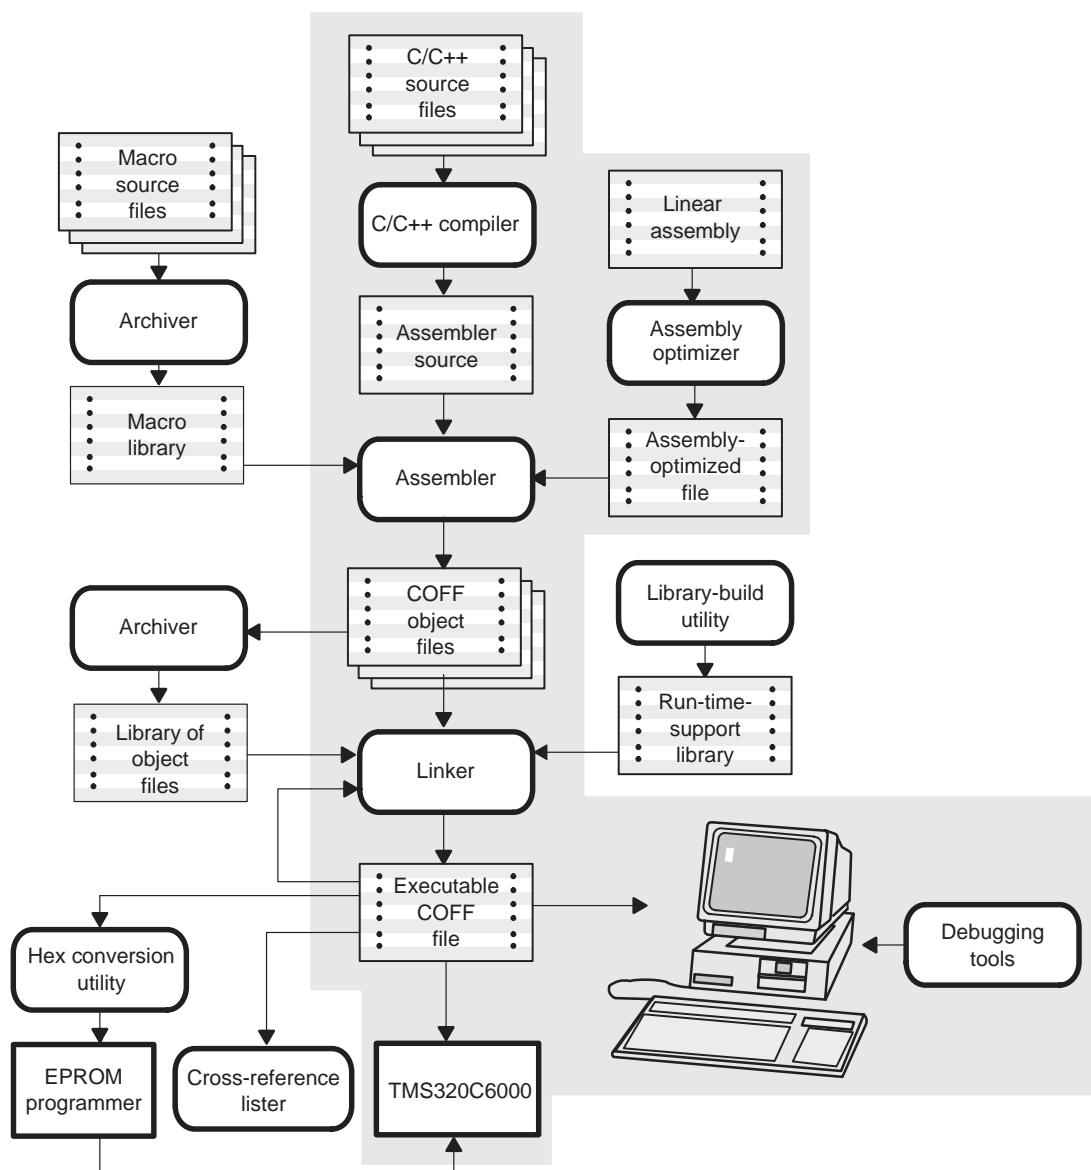 C/C++
source
files
Macro
source
files
C/C++ compiler
Linear
assembly
Archiver
Assembler
source
Assembly
optimizer
Macro
library
Assembler
Assembly-
optimized
file
Archiver
COFF
object
files
Library-build
utility
Library of
object
files
Linker
Run-time-
support
library
Executable
COFF
file
Hex conversion
utility
Debugging
tools
EPROM
programmer
Cross-reference
lister
TMS320C6000